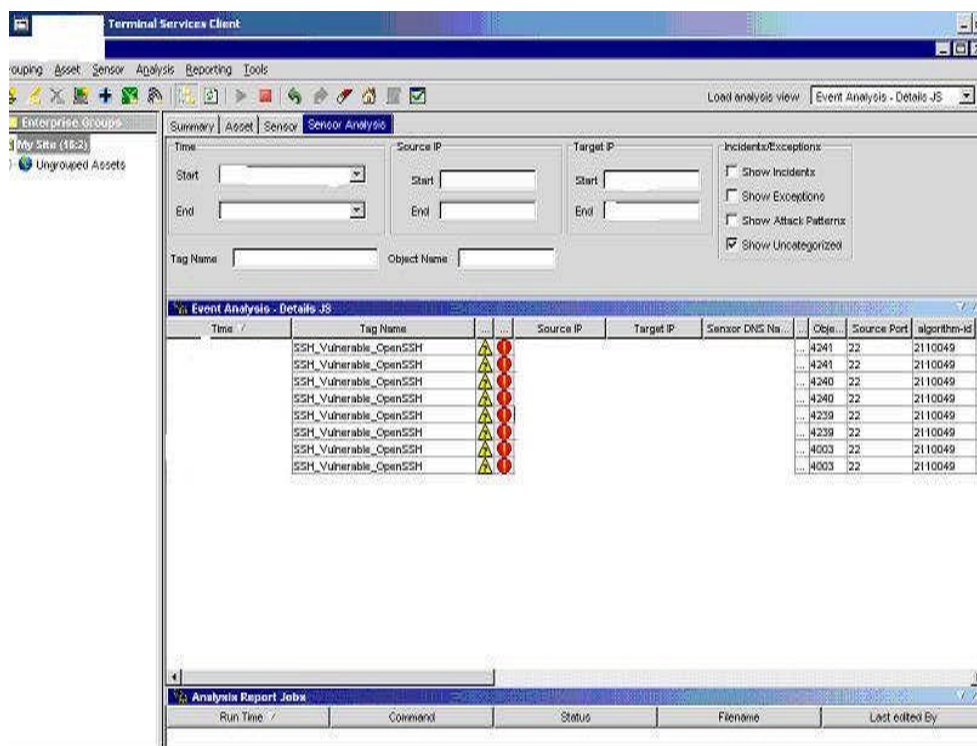 Terminal Services Client
ouping Asset Sensor Analysis Reporting Tools
Load analysis view Event Analysis - Details JS
Enterprise Groups
My Site (16:2)
Ungrouped Assets
Summary Asset Sensor Sensor Analysis
Time Source IP Target IP Incidents/Exceptions
Start Start Start Show Incidents
Show Exceptions
End End End Show Attack Patterns
Show Uncategorized
Tag Name Object Name
Event Analysis - Details JS
Time Tag Name ... ... Source IP Target IP Sensor DNS Na... ... Obje... Source Port algorithm-id
SSH_Vulnerable_OpenSSH ... 4241 22 2110049
SSH_Vulnerable_OpenSSH ... 4241 22 2110049
SSH_Vulnerable_OpenSSH ... 4240 22 2110049
SSH_Vulnerable_OpenSSH ... 4240 22 2110049
SSH_Vulnerable_OpenSSH ... 4239 22 2110049
SSH_Vulnerable_OpenSSH ... 4239 22 2110049
SSH_Vulnerable_OpenSSH ... 4003 22 2110049
SSH_Vulnerable_OpenSSH ... 4003 22 2110049
Analysis Report Jobs
Run Time Command Status Filename Last edited By